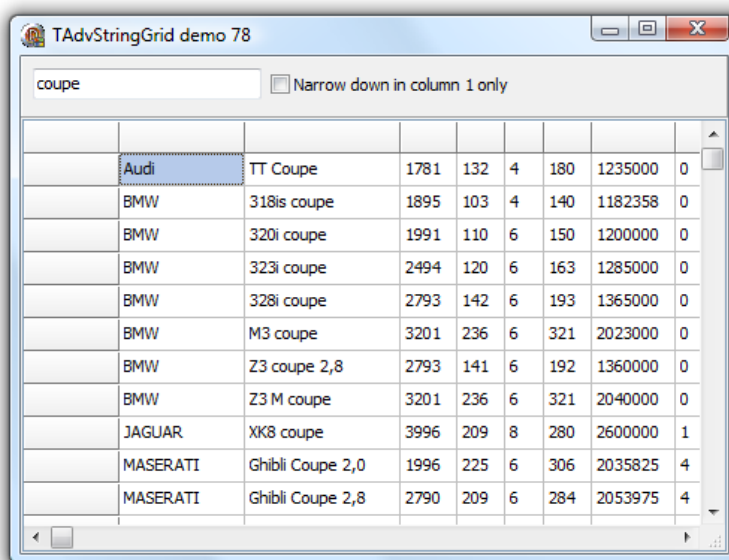 TAdvStringGrid demo 78
coupe Narrow down in column 1 only
Audi TT Coupe 1781 132 4 180 1235000 0
BMW 318is coupe 1895 103 4 140 1182358 0
BMW 320i coupe 1991 110 6 150 1200000 0
BMW 323i coupe 2494 120 6 163 1285000 0
BMW 328i coupe 2793 142 6 193 1365000 0
BMW M3 coupe 3201 236 6 321 2023000 0
BMW Z3 coupe 2,8 2793 141 6 192 1360000 0
BMW Z3 M coupe 3201 236 6 321 2040000 0
JAGUAR XK8 coupe 3996 209 8 280 2600000 1
MASERATI Ghibli Coupe 2,0 1996 225 6 306 2035825 4
MASERATI Ghibli Coupe 2,8 2790 209 6 284 2053975 4